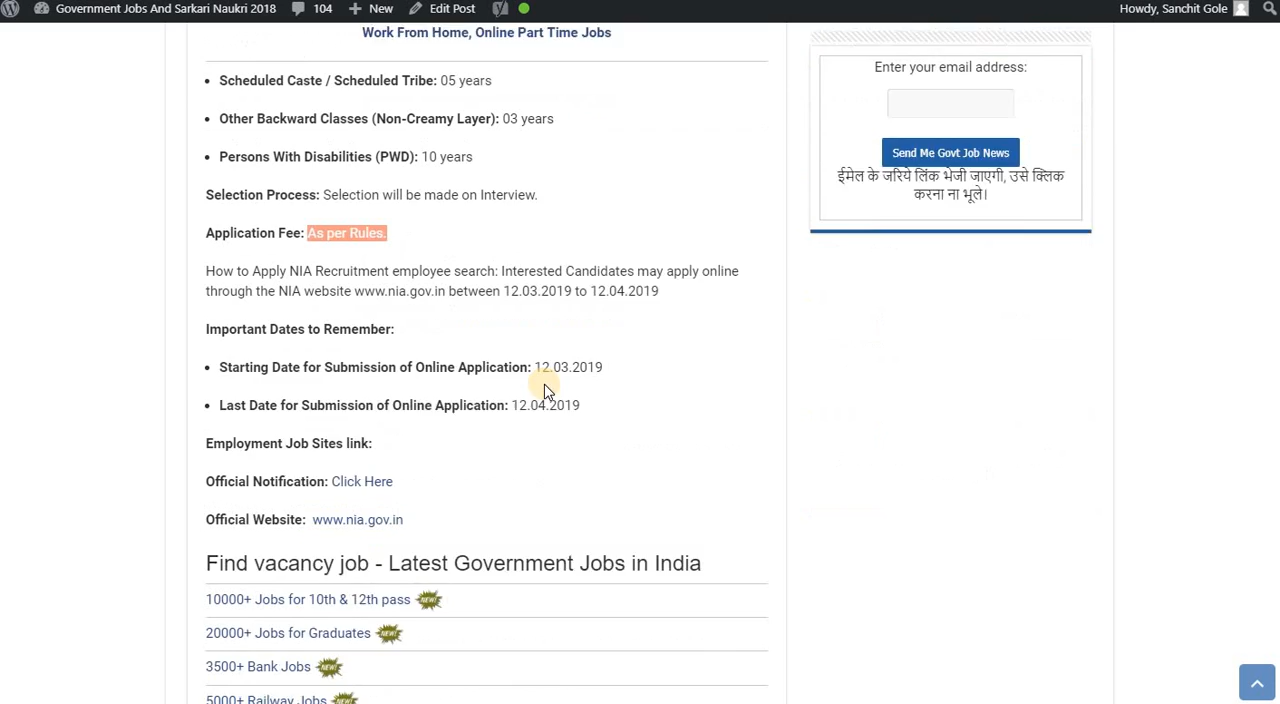 Government Jobs And Sarkari Naukri 2018 104 New Edit Post Howdy, Sanchit Gole
Work From Home, Online Part Time Jobs
Scheduled Caste / Scheduled Tribe: 05 years
Other Backward Classes (Non-Creamy Layer): 03 years
Persons With Disabilities (PWD): 10 years
Selection Process: Selection will be made on Interview.
Application Fee: As per Rules.
How to Apply NIA Recruitment employee search: Interested Candidates may apply online
through the NIA website www.nia.gov.in between 12.03.2019 to 12.04.2019
Important Dates to Remember:
Starting Date for Submission of Online Application: 12.03.2019
Last Date for Submission of Online Application: 12.04.2019
Employment Job Sites link:
Official Notification: Click Here
Official Website: www.nia.gov.in
Find vacancy job - Latest Government Jobs in India
10000+ Jobs for 10th & 12th pass NEW!
20000+ Jobs for Graduates NEW!
3500+ Bank Jobs NEW!
5000+ Railway Jobs NEW!
Enter your email address:
Send Me Govt Job News
ईमेल के जरिये लिंक भेजी जाएगी, उसे क्लिक
करना ना भूले।